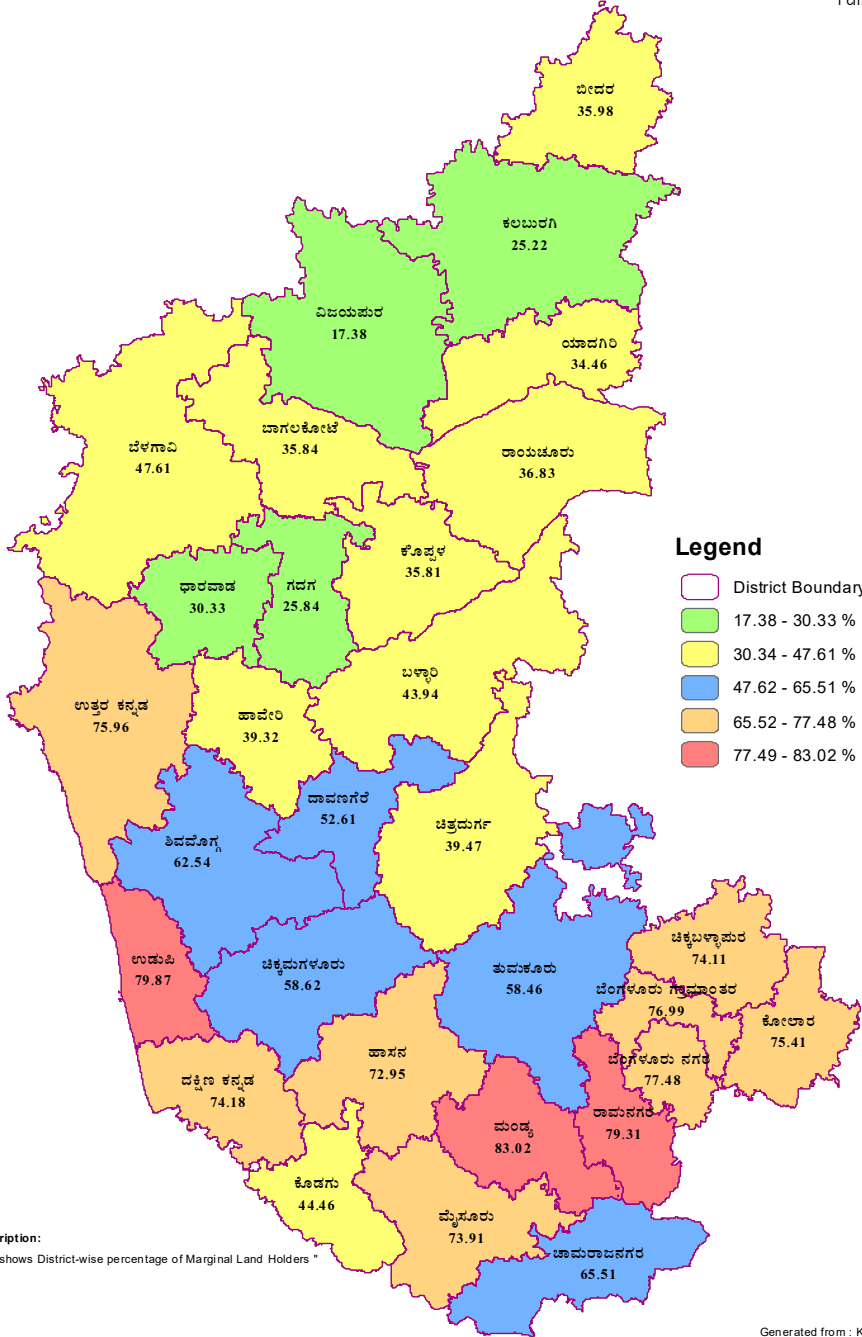 ಬೀದರ
35.98
ಕಲಬುರಗಿ
25.22
ವಿಜಯಪುರ
17.38
ಯಾದಗಿರಿ
34.46
ಬಾಗಲಕೋಟೆ
35.84
ಬೆಳಗಾವಿ
47.61
ರಾಯಚೂರು
36.83
ಕೊಪ್ಪಳ
35.81
ಧಾರವಾಡ
30.33
ಗದಗ
25.84
ಬಳ್ಳಾರಿ
43.94
ಉತ್ತರ ಕನ್ನಡ
75.96
ಹಾವೇರಿ
39.32
ದಾವಣಗೆರೆ
52.61
ಚಿತ್ರದುರ್ಗ
39.47
ಶಿವಮೊಗ್ಗ
62.54
ಉಡುಪಿ
79.87
ಚಿಕ್ಕಮಗಳೂರು
58.62
ತುಮಕೂರು
58.46
ಚಿಕ್ಕಬಳ್ಳಾಪುರ
74.11
ಬೆಂಗಳೂರು ಗ್ರಾಮಾಂತರ
76.99
ಕೋಲಾರ
75.41
ಬೆಂಗಳೂರು ನಗರ
77.48
ಹಾಸನ
72.95
ದಕ್ಷಿಣ ಕನ್ನಡ
74.18
ಮಂಡ್ಯ
83.02
ರಾಮನಗರ
79.31
ಕೊಡಗು
44.46
ಮೈಸೂರು
73.91
ಚಾಮರಾಜನಗರ
65.51
Legend
District Boundary
17.38 - 30.33 %
30.34 - 47.61 %
47.62 - 65.51 %
65.52 - 77.48 %
77.49 - 83.02 %
ription:
shows District-wise percentage of Marginal Land Holders "
Generated from : K